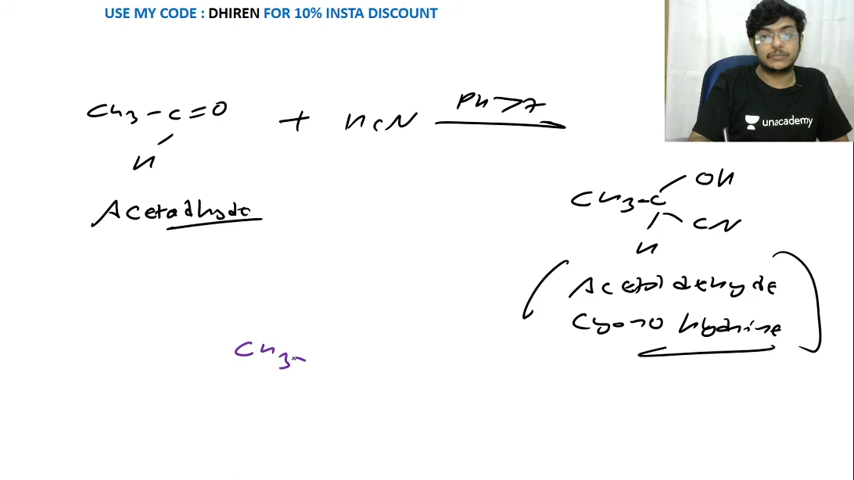 USE MY CODE : DHIREN FOR 10% INSTA DISCOUNT
unacademy
CH3-C=O + HCN PH>7
H
Acetadhyde
CH3-C OH
CN
H
Acetaldehyde
Cyano hydrine
CH3-